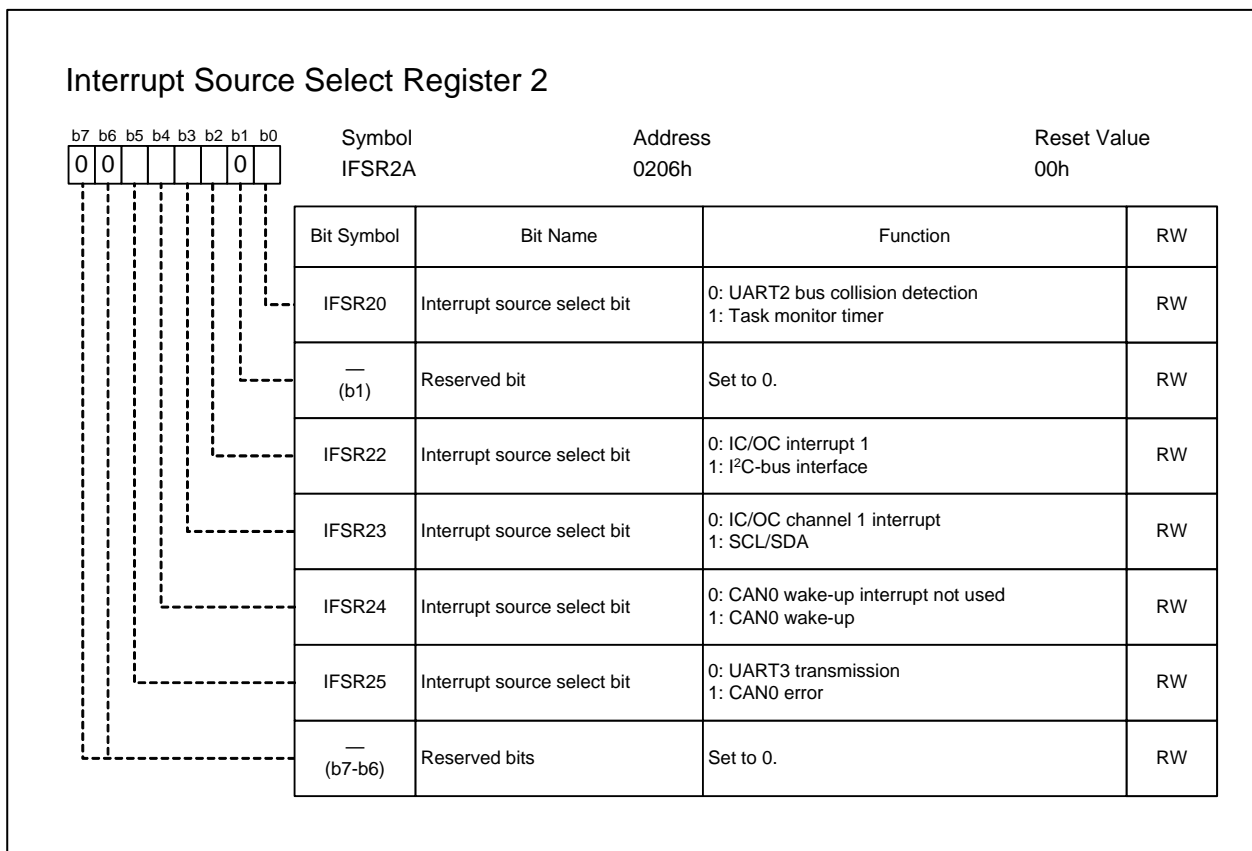 Interrupt Source Select Register 2
b7 b6 b5 b4 b3 b2 b1 b0
Symbol Address Reset Value
0 0 0
IFSR2A 0206h 00h
Bit Symbol Bit Name Function RW
IFSR20 Interrupt source select bit 0: UART2 bus collision detection
1: Task monitor timer RW
—
(b1) Reserved bit Set to 0. RW
IFSR22 Interrupt source select bit 0: IC/OC interrupt 1
1: I²C-bus interface RW
IFSR23 Interrupt source select bit 0: IC/OC channel 1 interrupt
1: SCL/SDA RW
IFSR24 Interrupt source select bit 0: CAN0 wake-up interrupt not used
1: CAN0 wake-up RW
IFSR25 Interrupt source select bit 0: UART3 transmission
1: CAN0 error RW
—
(b7-b6) Reserved bits Set to 0. RW